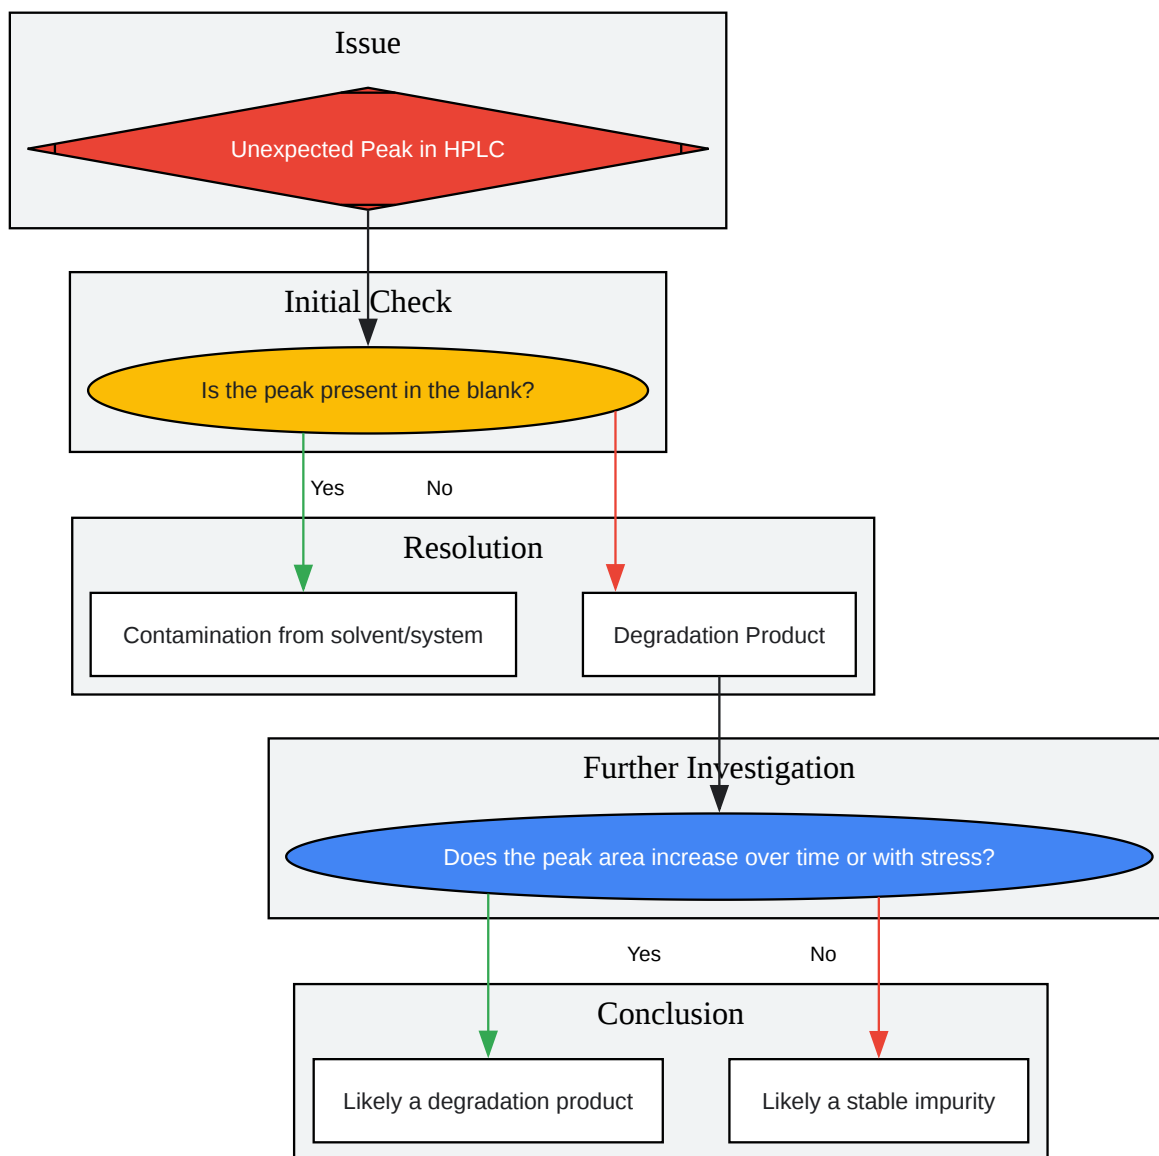 Issue
Unexpected Peak in HPLC
Initial Check
Is the peak present in the blank?
Yes
No
Resolution
Contamination from solvent/system
Degradation Product
Further Investigation
Does the peak area increase over time or with stress?
Yes
No
Conclusion
Likely a degradation product
Likely a stable impurity